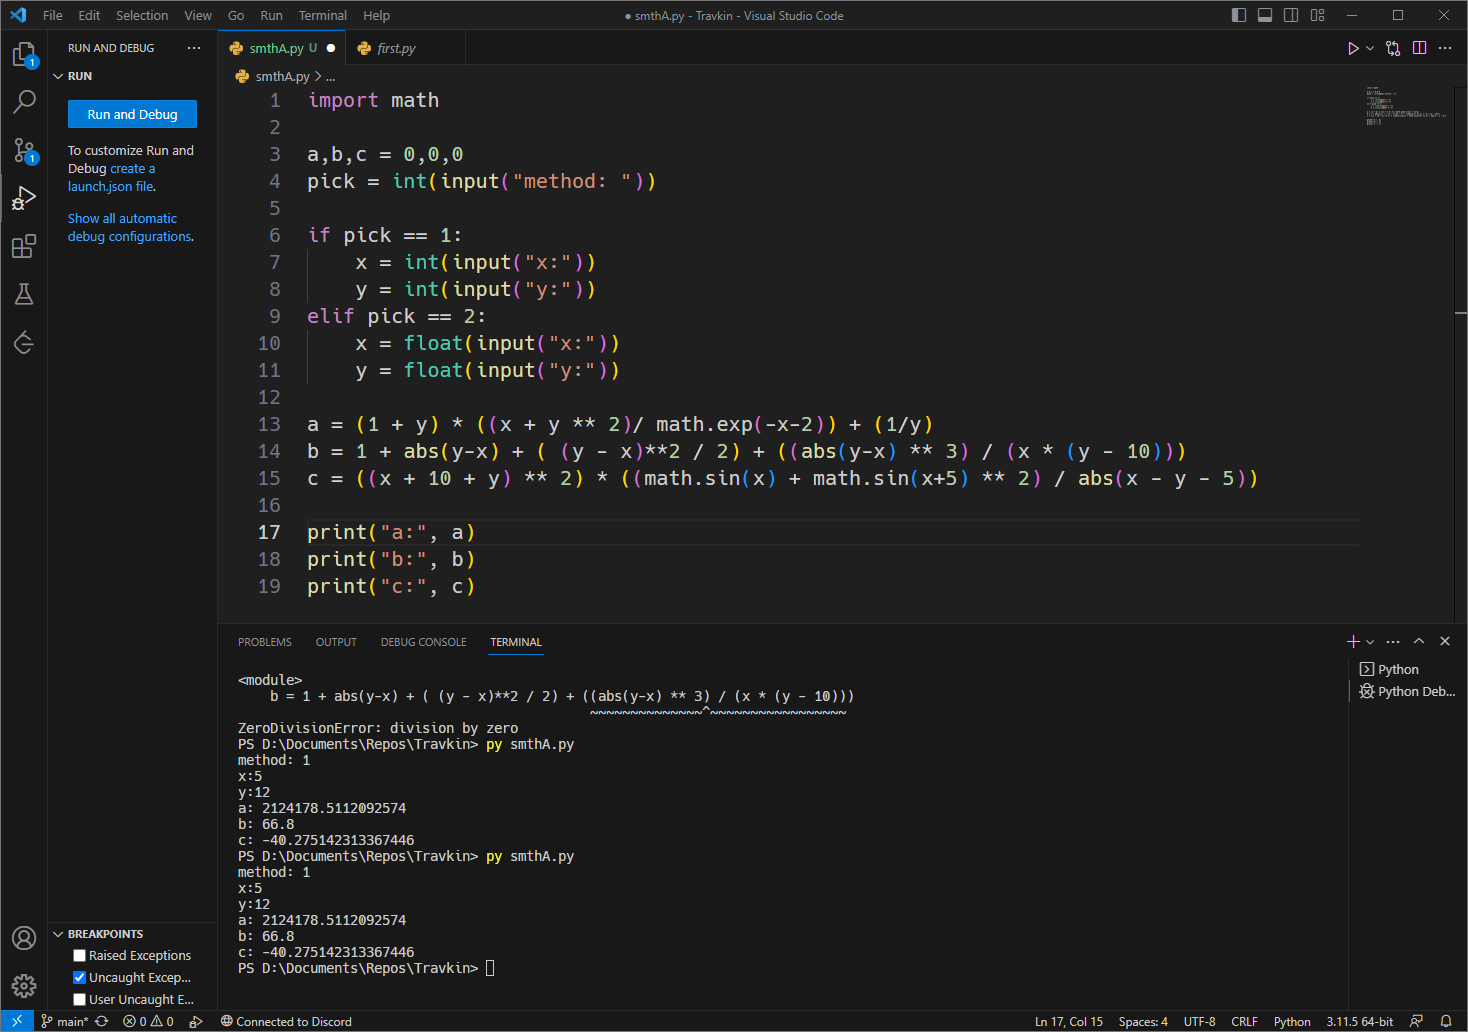 File Edit Selection View Go Run Terminal Help
● smthA.py - Travkin - Visual Studio Code
RUN AND DEBUG ...
RUN
Run and Debug
To customize Run and
Debug create a
launch.json file.
Show all automatic
debug configurations.
smthA.py U
first.py
smthA.py > ...
1 import math
2
3 a,b,c = 0,0,0
4 pick = int(input("method: "))
5
6 if pick == 1:
7     x = int(input("x:"))
8     y = int(input("y:"))
9 elif pick == 2:
10     x = float(input("x:"))
11     y = float(input("y:"))
12
13 a = (1 + y) * ((x + y ** 2)/ math.exp(-x-2)) + (1/y)
14 b = 1 + abs(y-x) + ( (y - x)**2 / 2) + ((abs(y-x) ** 3) / (x * (y - 10)))
15 c = ((x + 10 + y) ** 2) * ((math.sin(x) + math.sin(x+5) ** 2) / abs(x - y - 5))
16
17 print("a:", a)
18 print("b:", b)
19 print("c:", c)
PROBLEMS OUTPUT DEBUG CONSOLE TERMINAL
<module>
    b = 1 + abs(y-x) + ( (y - x)**2 / 2) + ((abs(y-x) ** 3) / (x * (y - 10)))
~~~~~~~~~~~~~~^~~~~~~~~~~~~~~~~~
ZeroDivisionError: division by zero
PS D:\Documents\Repos\Travkin> py smthA.py
method: 1
x:5
y:12
a: 2124178.5112092574
b: 66.8
c: -40.275142313367446
PS D:\Documents\Repos\Travkin> py smthA.py
method: 1
x:5
y:12
a: 2124178.5112092574
b: 66.8
c: -40.275142313367446
PS D:\Documents\Repos\Travkin>
Python
Python Deb...
BREAKPOINTS
Raised Exceptions
Uncaught Excep...
User Uncaught E...
1
1
main* 0 0 Connected to Discord Ln 17, Col 15 Spaces: 4 UTF-8 CRLF Python 3.11.5 64-bit